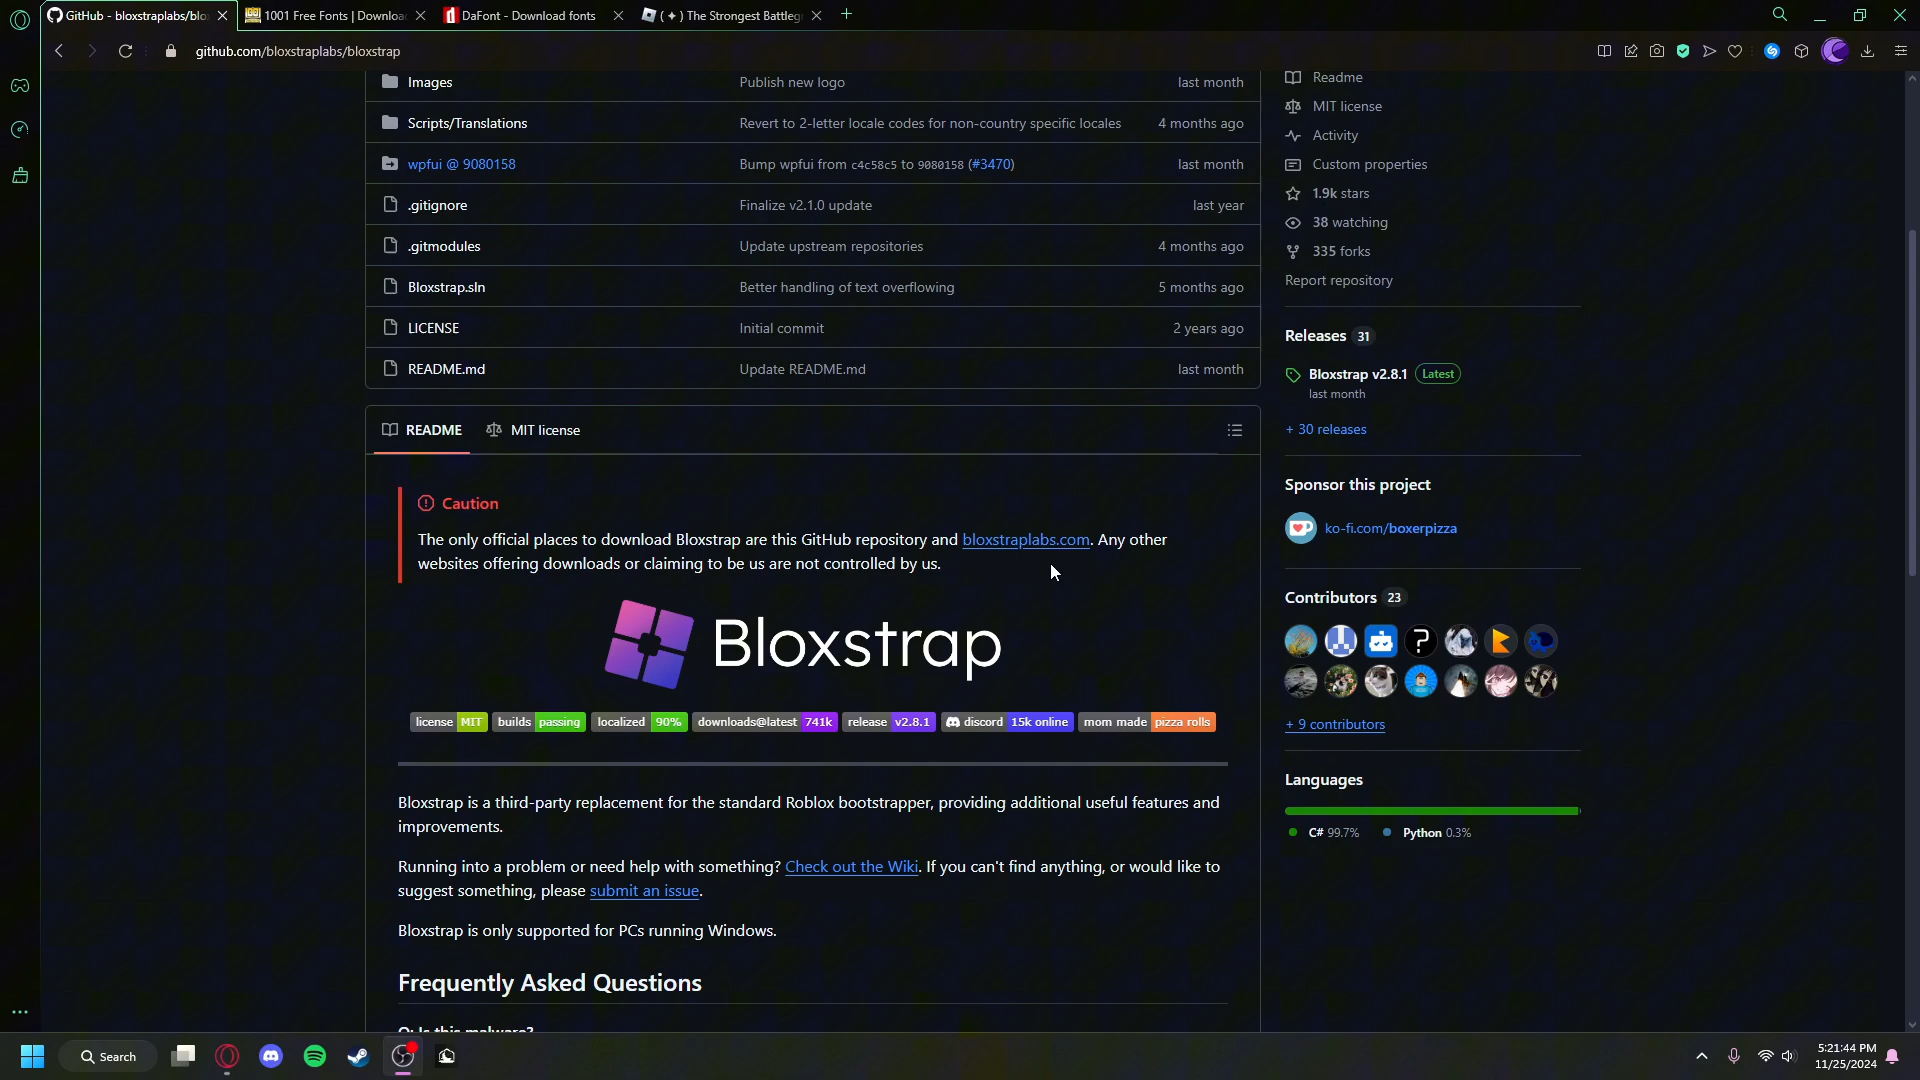 GitHub - bloxstraplabs/blo
1001 Free Fonts | Downloa
DaFont - Download fonts
( ✦ ) The Strongest Battleg
github.com/bloxstraplabs/bloxstrap
Images
Publish new logo
last month
Scripts/Translations
Revert to 2-letter locale codes for non-country specific locales
4 months ago
wpfui @ 9080158
Bump wpfui from c4c58c5 to 9080158 (#3470)
last month
.gitignore
Finalize v2.1.0 update
last year
.gitmodules
Update upstream repositories
4 months ago
Bloxstrap.sln
Better handling of text overflowing
5 months ago
LICENSE
Initial commit
2 years ago
README.md
Update README.md
last month
README
MIT license
Caution
The only official places to download Bloxstrap are this GitHub repository and bloxstraplabs.com. Any other
websites offering downloads or claiming to be us are not controlled by us.
Bloxstrap
license MIT builds passing localized 90% downloads@latest 741k release v2.8.1 discord 15k online mom made pizza rolls
Bloxstrap is a third-party replacement for the standard Roblox bootstrapper, providing additional useful features and
improvements.
Running into a problem or need help with something? Check out the Wiki. If you can't find anything, or would like to
suggest something, please submit an issue.
Bloxstrap is only supported for PCs running Windows.
Frequently Asked Questions
Q: Is this malware?
Readme
MIT license
Activity
Custom properties
1.9k stars
38 watching
335 forks
Report repository
Releases 31
Bloxstrap v2.8.1 Latest
last month
+ 30 releases
Sponsor this project
ko-fi.com/boxerpizza
Contributors 23
+ 9 contributors
Languages
C# 99.7% Python 0.3%
Search
5:21:44 PM
11/25/2024